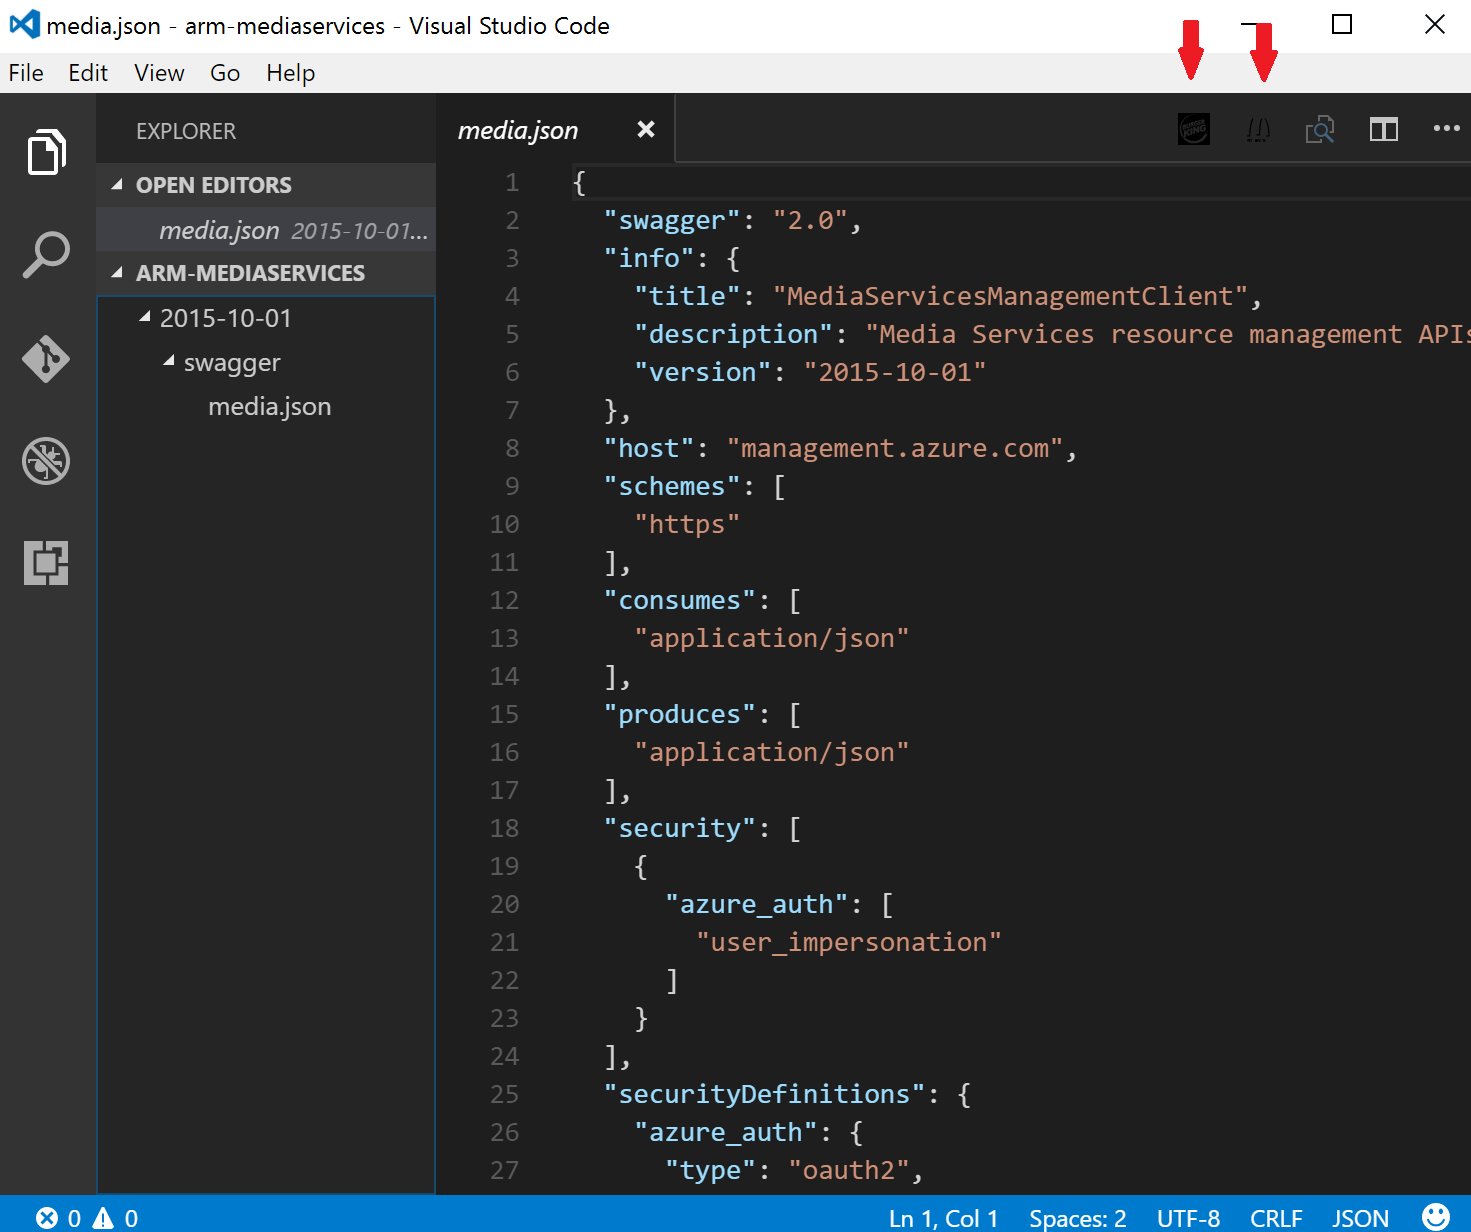 media.json - arm-mediaservices - Visual Studio Code
File Edit View Go Help
EXPLORER
OPEN EDITORS
media.json 2015-10-01...
ARM-MEDIASERVICES
2015-10-01
swagger
media.json
media.json
BURGER KING
1 {
2 "swagger": "2.0",
3 "info": {
4 "title": "MediaServicesManagementClient",
5 "description": "Media Services resource management APIs
6 "version": "2015-10-01"
7 },
8 "host": "management.azure.com",
9 "schemes": [
10 "https"
11 ],
12 "consumes": [
13 "application/json"
14 ],
15 "produces": [
16 "application/json"
17 ],
18 "security": [
19 {
20 "azure_auth": [
21 "user_impersonation"
22 ]
23 }
24 ],
25 "securityDefinitions": {
26 "azure_auth": {
27 "type": "oauth2",
0 0 Ln 1, Col 1 Spaces: 2 UTF-8 CRLF JSON